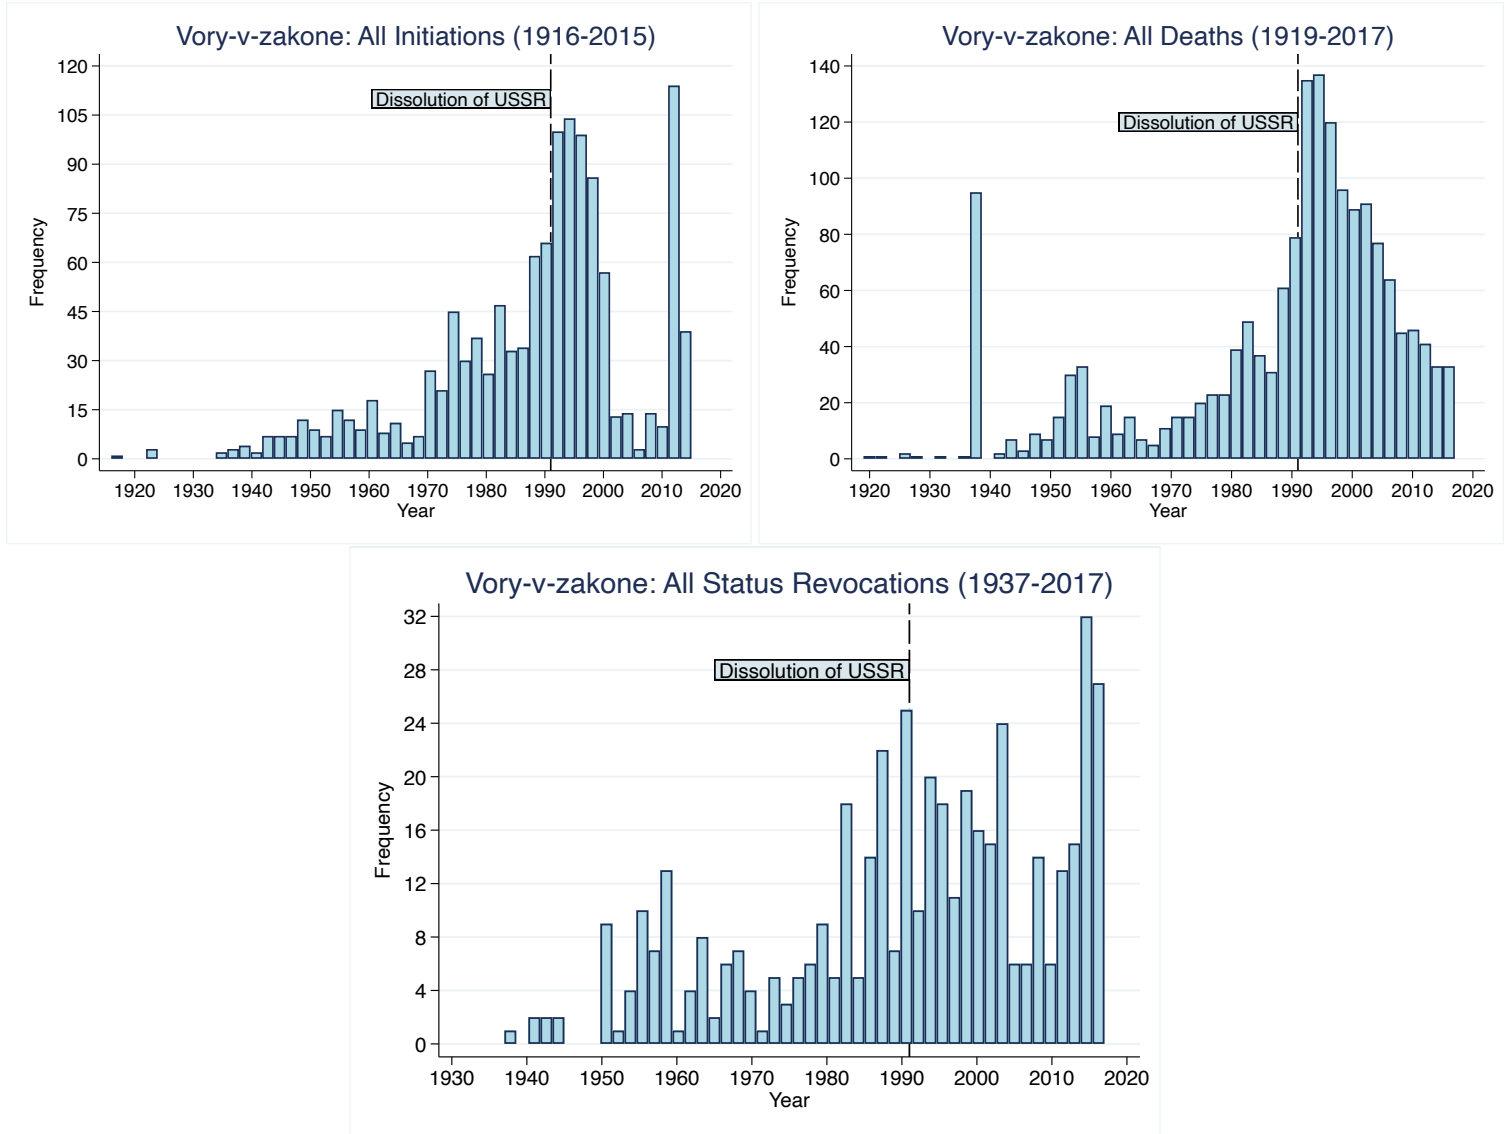 Vory-v-zakone: All Initiations (1916-2015)
120
105
90
75
60
45
30
15
0
Frequency
Dissolution of USSR
1920 1930 1940 1950 1960 1970 1980 1990 2000 2010 2020
Year
Vory-v-zakone: All Deaths (1919-2017)
140
120
100
80
60
40
20
0
Frequency
Dissolution of USSR
1920 1930 1940 1950 1960 1970 1980 1990 2000 2010 2020
Year
Vory-v-zakone: All Status Revocations (1937-2017)
32
28
24
20
16
12
8
4
0
Frequency
Dissolution of USSR
1930 1940 1950 1960 1970 1980 1990 2000 2010 2020
Year